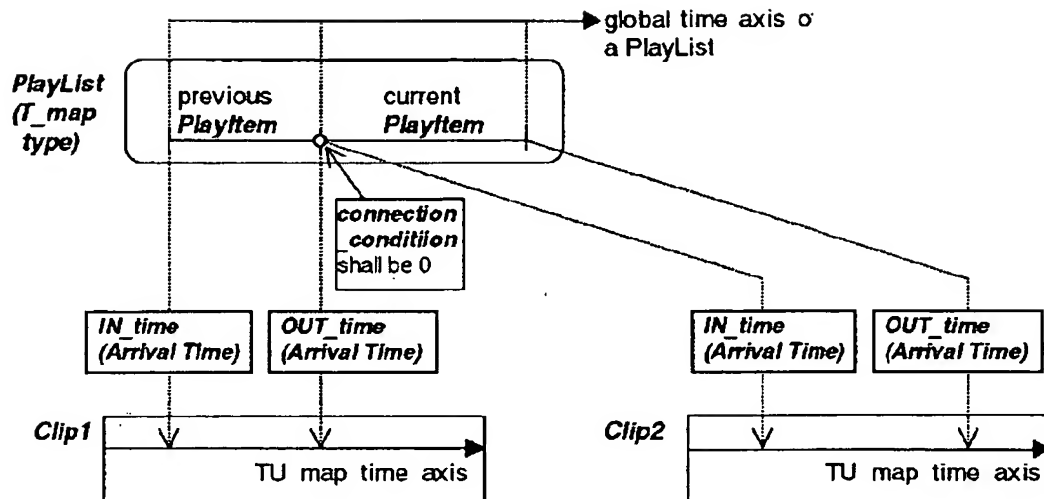 global time axis o
a PlayList
PlayList
(T_map
type)
previous
PlayItem
current
PlayItem
connection
_conditiion
shall be 0
IN_time
(Arrival Time)
OUT_time
(Arrival Time)
IN_time
(Arrival Time)
OUT_time
(Arrival Time)
Clip1
TU map time axis
Clip2
TU map time axis